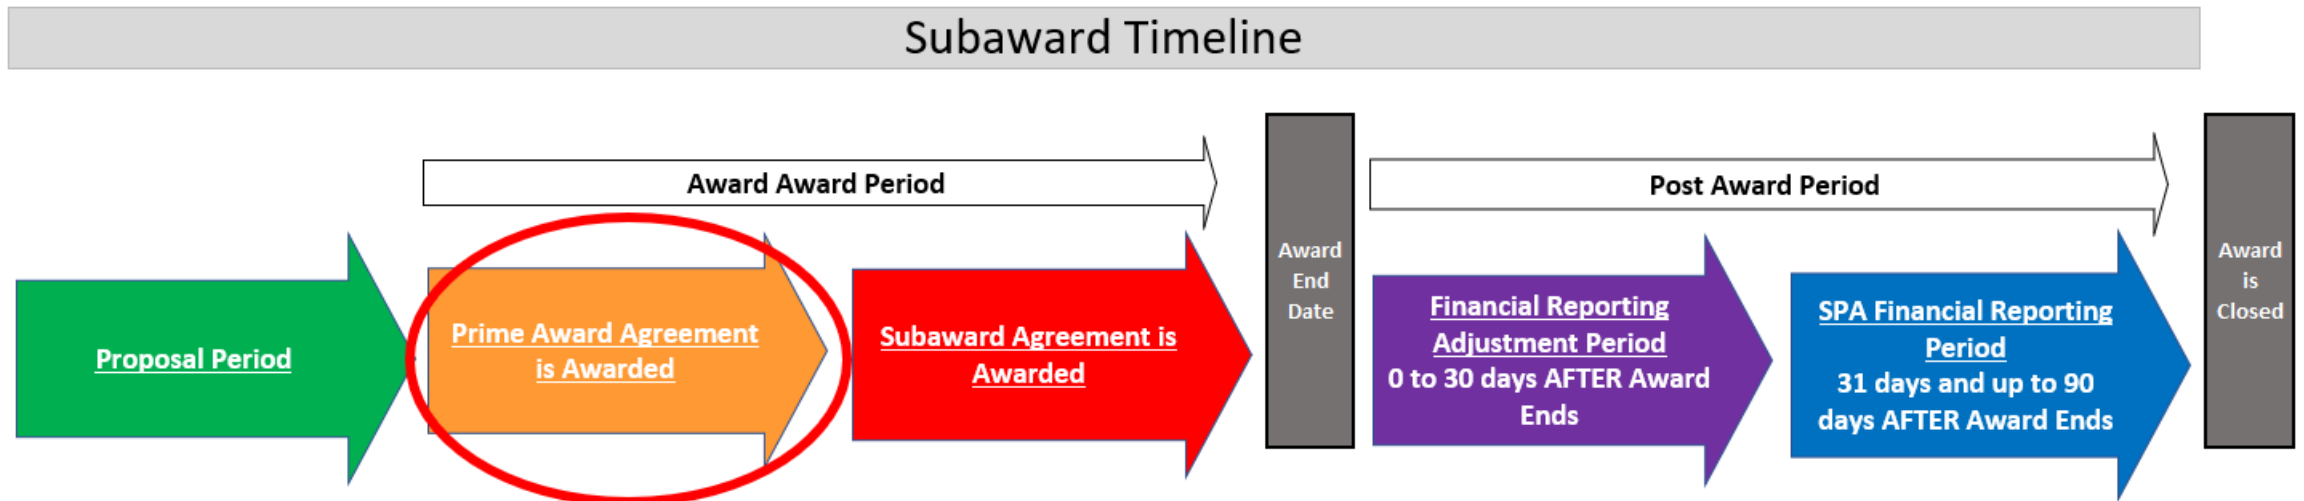 Subaward Timeline
Award Award Period
Post Award Period
Proposal Period
Prime Award Agreement
is Awarded
Subaward Agreement is
Awarded
Award
End
Date
Financial Reporting
Adjustment Period
0 to 30 days AFTER Award
Ends
SPA Financial Reporting
Period
31 days and up to 90
days AFTER Award Ends
Award
is
Closed